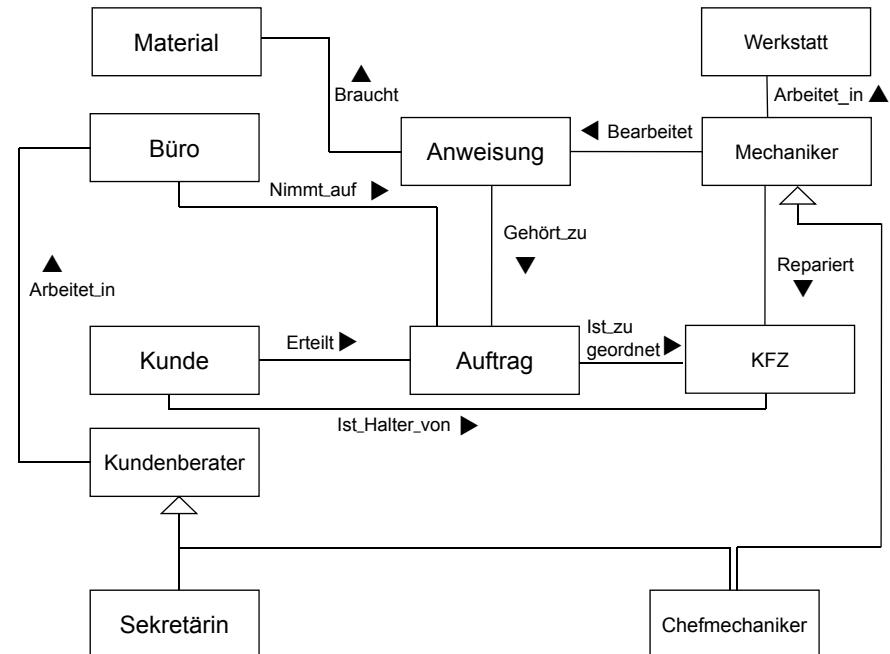 Material
Werkstatt
Braucht
Arbeitet_in
Büro
Anweisung
Bearbeitet
Mechaniker
Nimmt_auf
Gehört_zu
Arbeitet_in
Repariert
Kunde
Erteilt
Auftrag
Ist_zu
geordnet
KFZ
Ist_Halter_von
Kundenberater
Sekretärin
Chefmechaniker